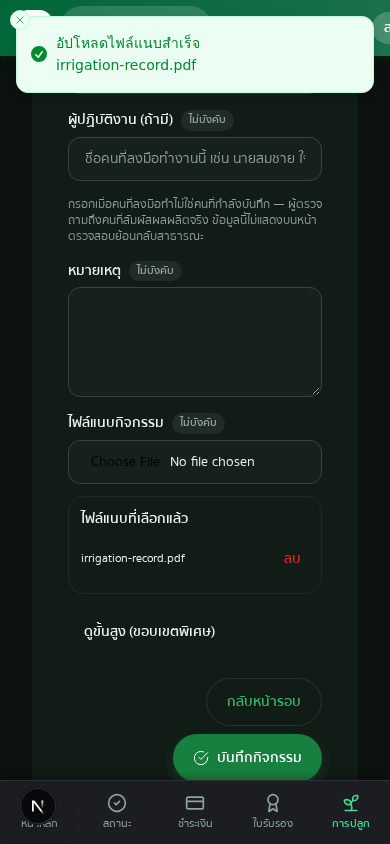 อัปโหลดไฟล์แนบสำเร็จ
irrigation-record.pdf
ผู้ปฏิบัติงาน (ถ้ามี) ไม่บังคับ
ชื่อคนที่ลงมือทำงานนี้ เช่น นายสมชาย
กรอกเมื่อคนที่ลงมือทำไม่ใช่คนที่กำลังบันทึก — ผู้ตรวจ
ถามถึงคนที่สัมผัสผลผลิตจริง ข้อมูลนี้ไม่แสดงบนหน้า
ตรวจสอบย้อนกลับสาธารณะ
หมายเหตุ ไม่บังคับ
ไฟล์แนบกิจกรรม ไม่บังคับ
Choose File No file chosen
ไฟล์แนบที่เลือกแล้ว
irrigation-record.pdf ลบ
ดูขั้นสูง (ขอบเขตพิเศษ)
กลับหน้ารอบ
บันทึกกิจกรรม
N
สถานะ ชำระเงิน ใบรับรอง การปลูก